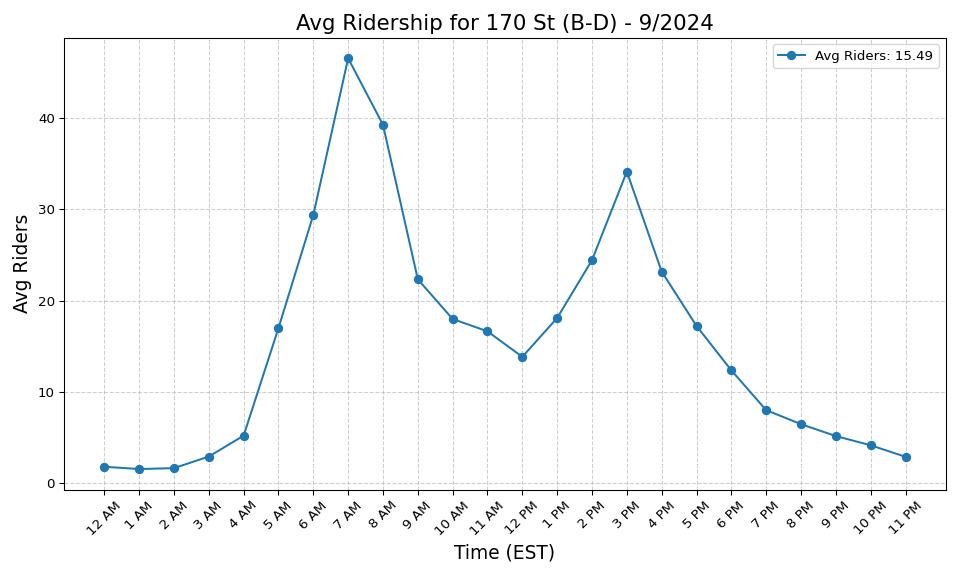 Avg Ridership for 170 St (B-D) - 9/2024
Avg Riders: 15.49
Avg Riders
40
30
20
10
0
12 AM 1 AM 2 AM 3 AM 4 AM 5 AM 6 AM 7 AM 8 AM 9 AM 10 AM 11 AM 12 PM 1 PM 2 PM 3 PM 4 PM 5 PM 6 PM 7 PM 8 PM 9 PM 10 PM 11 PM
Time (EST)